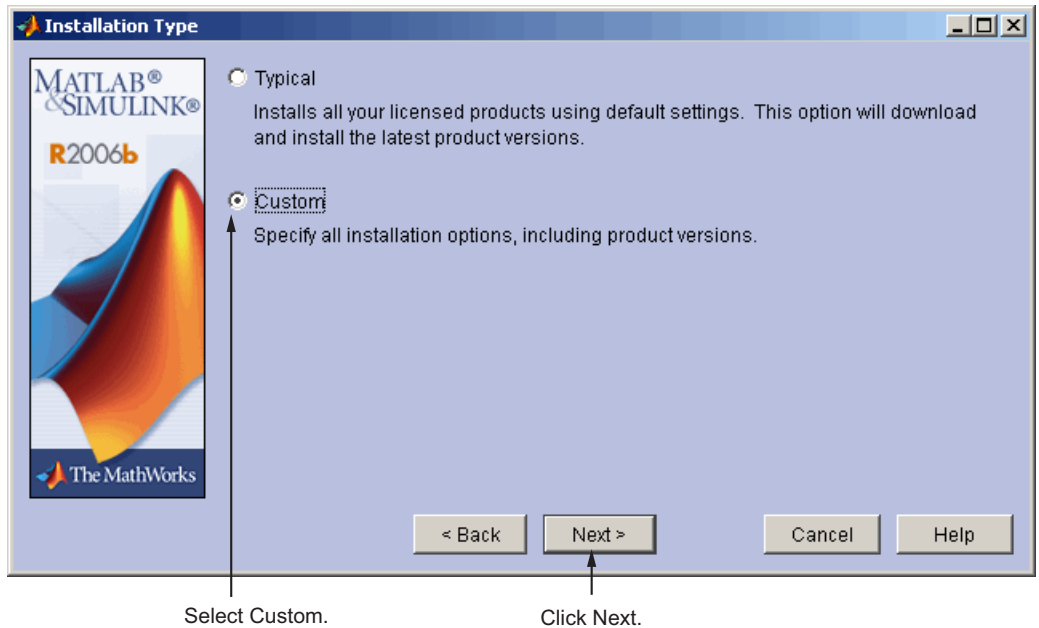 Installation Type
MATLAB®
&SIMULINK®
R2006b
The MathWorks
Typical
Installs all your licensed products using default settings. This option will download
and install the latest product versions.
Custom
Specify all installation options, including product versions.
< Back
Next >
Cancel
Help
Select Custom.
Click Next.